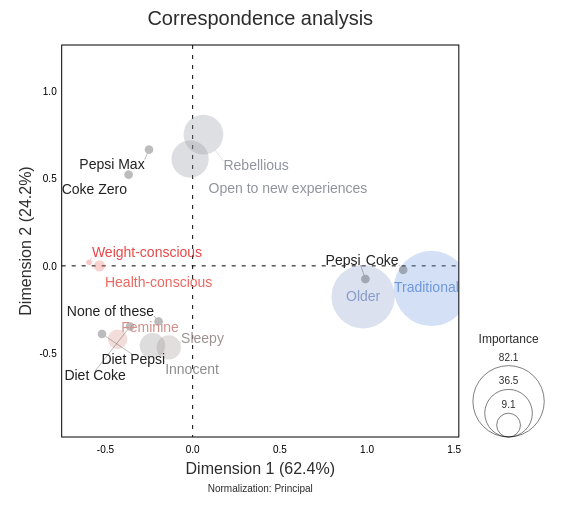 Correspondence analysis
Dimension 2 (24.2%)
1.0
0.5
0.0
-0.5
Pepsi Max
Coke Zero
Rebellious
Open to new experiences
Weight-conscious
Health-conscious
Pepsi Coke
Older
Traditional
None of these
Feminine
Sleepy
Diet Pepsi
Innocent
Diet Coke
Importance
82.1
36.5
9.1
-0.5 0.0 0.5 1.0 1.5
Dimension 1 (62.4%)
Normalization: Principal